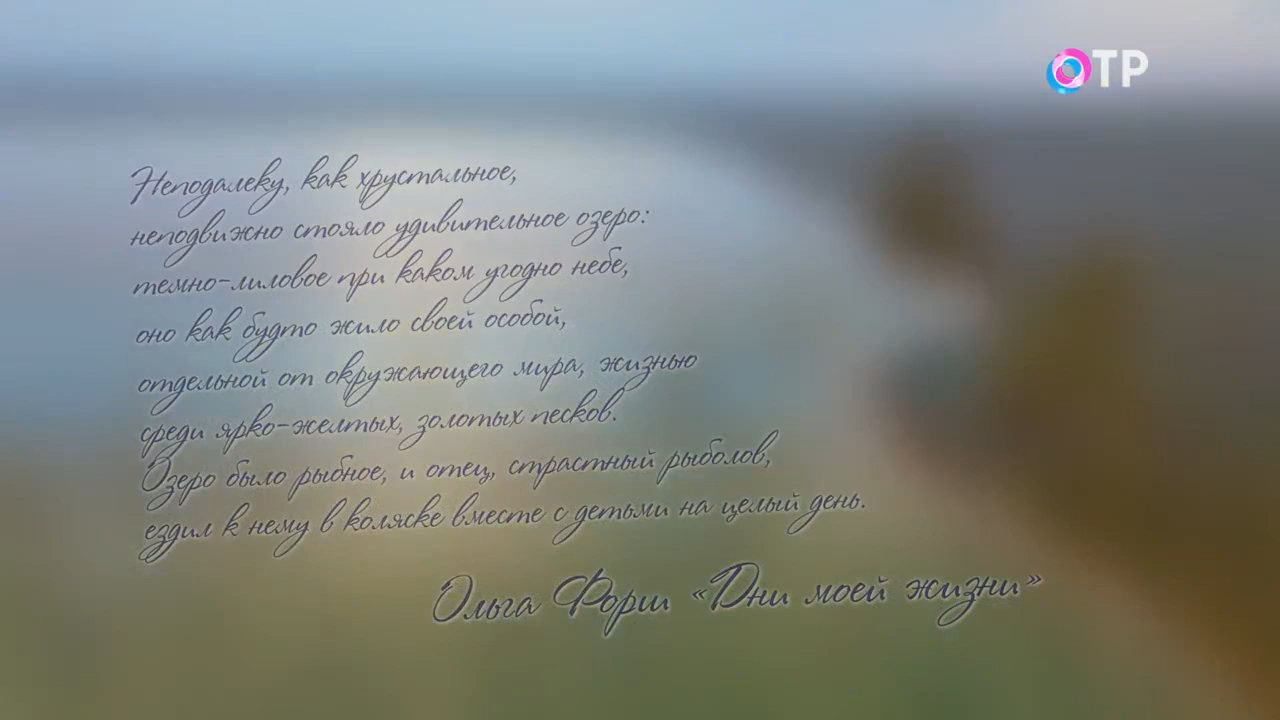 ОТР
Неподалеку, как хрустальное,
неподвижно стояло удивительное озеро:
темно-лиловое при каком угодно небе,
оно как будто жило своей особой,
отдельной от окружающего мира, жизнью
среди ярко-желтых, золотых песков.
Озеро было рыбное, и отец, страстный рыболов,
ездил к нему в коляске вместе с детьми на целый день.
Ольга Форш «Дни моей жизни»